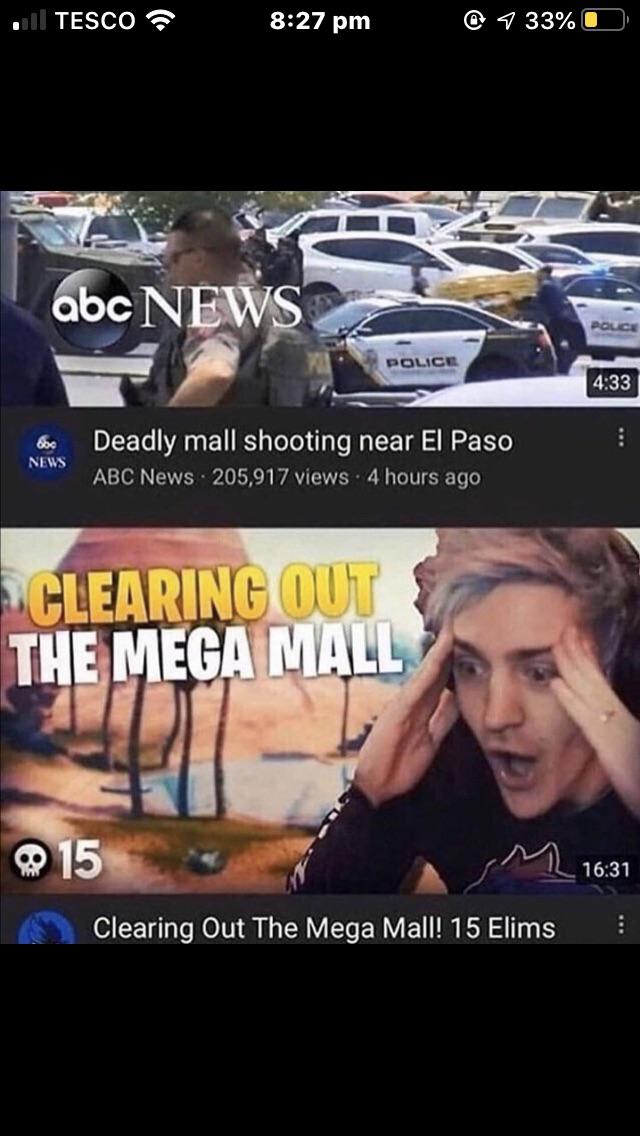 TESCO 8:27 pm 33%
abc NEWS
POLICE
POLICE
4:33
abc NEWS
Deadly mall shooting near El Paso
ABC News · 205,917 views · 4 hours ago
CLEARING OUT
THE MEGA MALL
15
16:31
Clearing Out The Mega Mall! 15 Elims